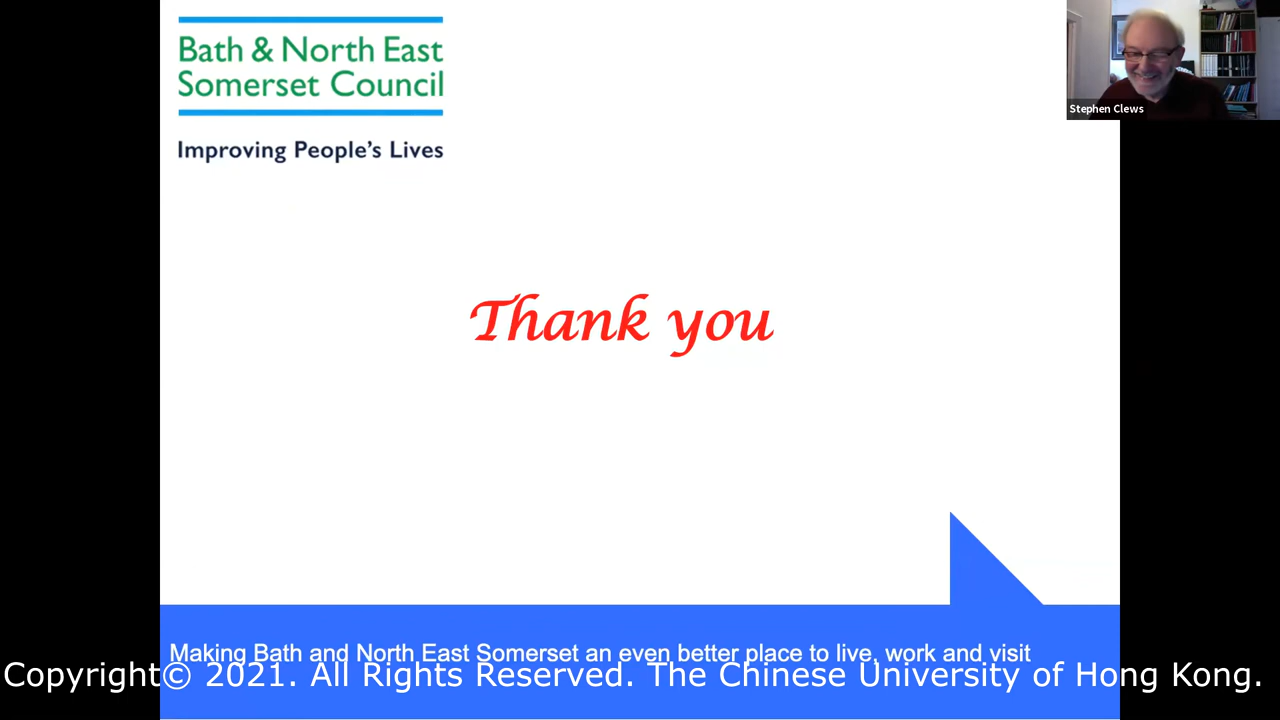 Bath & North East
Somerset Council
Improving People's Lives
Stephen Clews
Thank you
Making Bath and North East Somerset an even better place to live, work and visit
Copyright© 2021. All Rights Reserved. The Chinese University of Hong Kong.